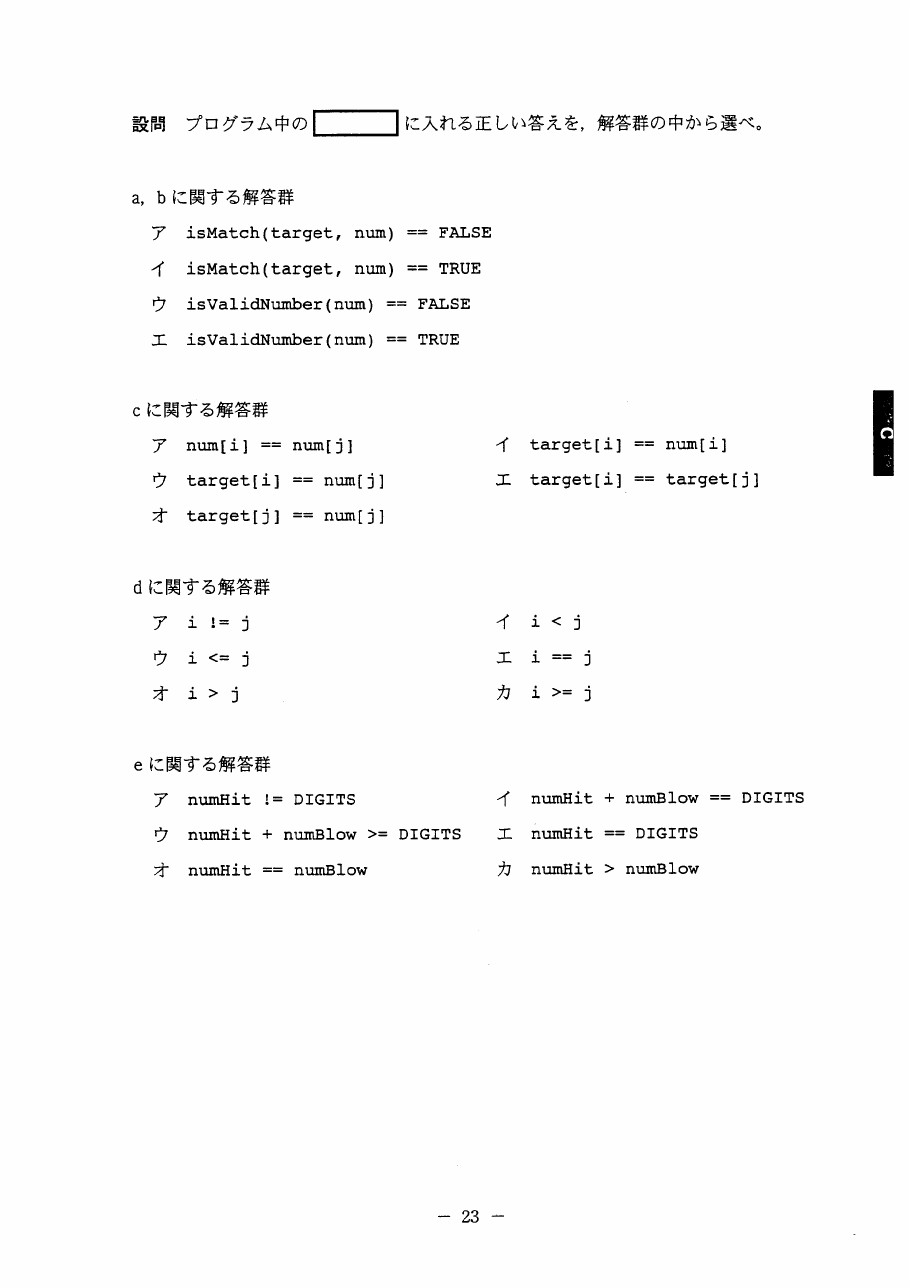 設問 プログラム中の に入れる正しい答えを，解答群の中から選べ。
a, b に関する解答群
ア isMatch(target, num) == FALSE
イ isMatch(target, num) == TRUE
ウ isValidNumber(num) == FALSE
エ isValidNumber(num) == TRUE
c に関する解答群
ア num[i] == num[j] イ target[i] == num[i]
ウ target[i] == num[j] エ target[i] == target[j]
オ target[j] == num[j]
C
d に関する解答群
ア i != j イ i < j
ウ i <= j エ i == j
オ i > j カ i >= j
e に関する解答群
ア numHit != DIGITS イ numHit + numBlow == DIGITS
ウ numHit + numBlow >= DIGITS エ numHit == DIGITS
オ numHit == numBlow カ numHit > numBlow
－ 23 －